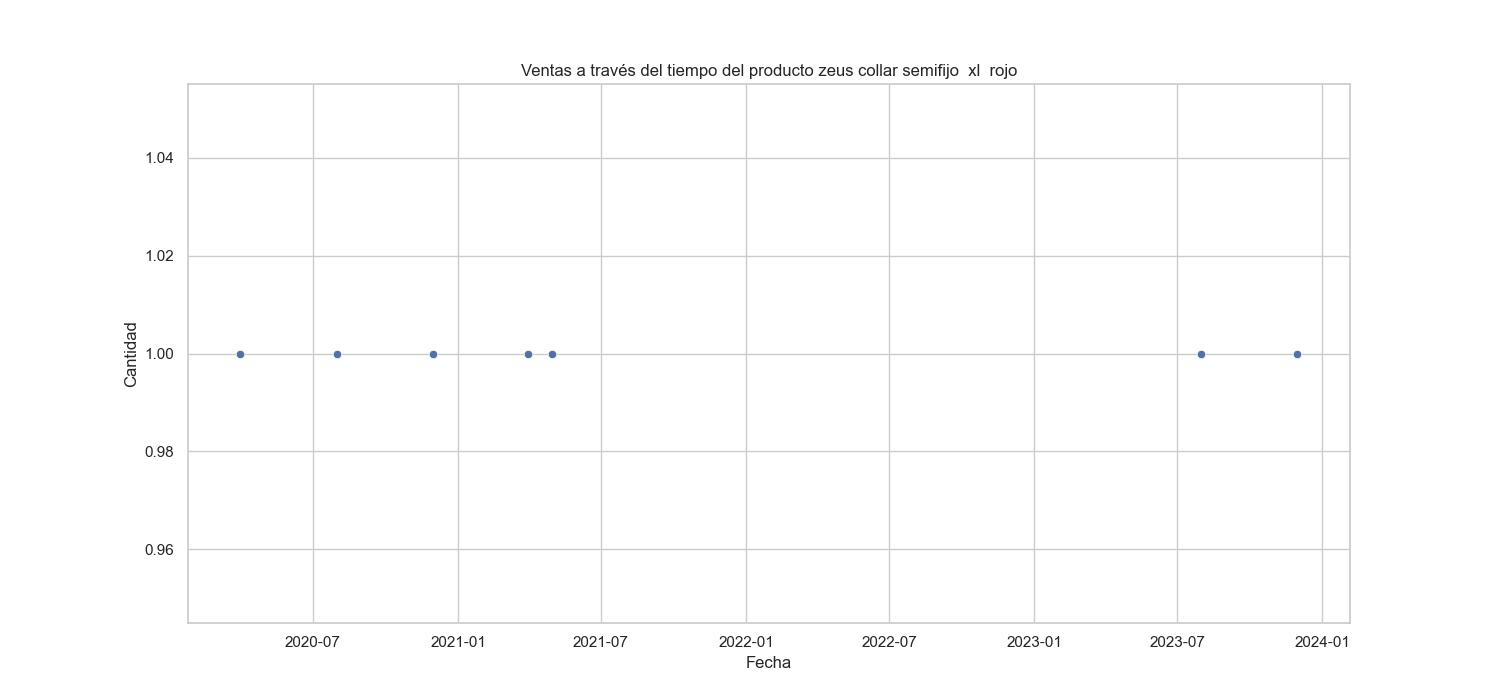 Ventas a través del tiempo del producto zeus collar semifijo  xl  rojo
1.04
1.02
1.00
0.98
0.96
Cantidad
2020-07 2021-01 2021-07 2022-01 2022-07 2023-01 2023-07 2024-01
Fecha